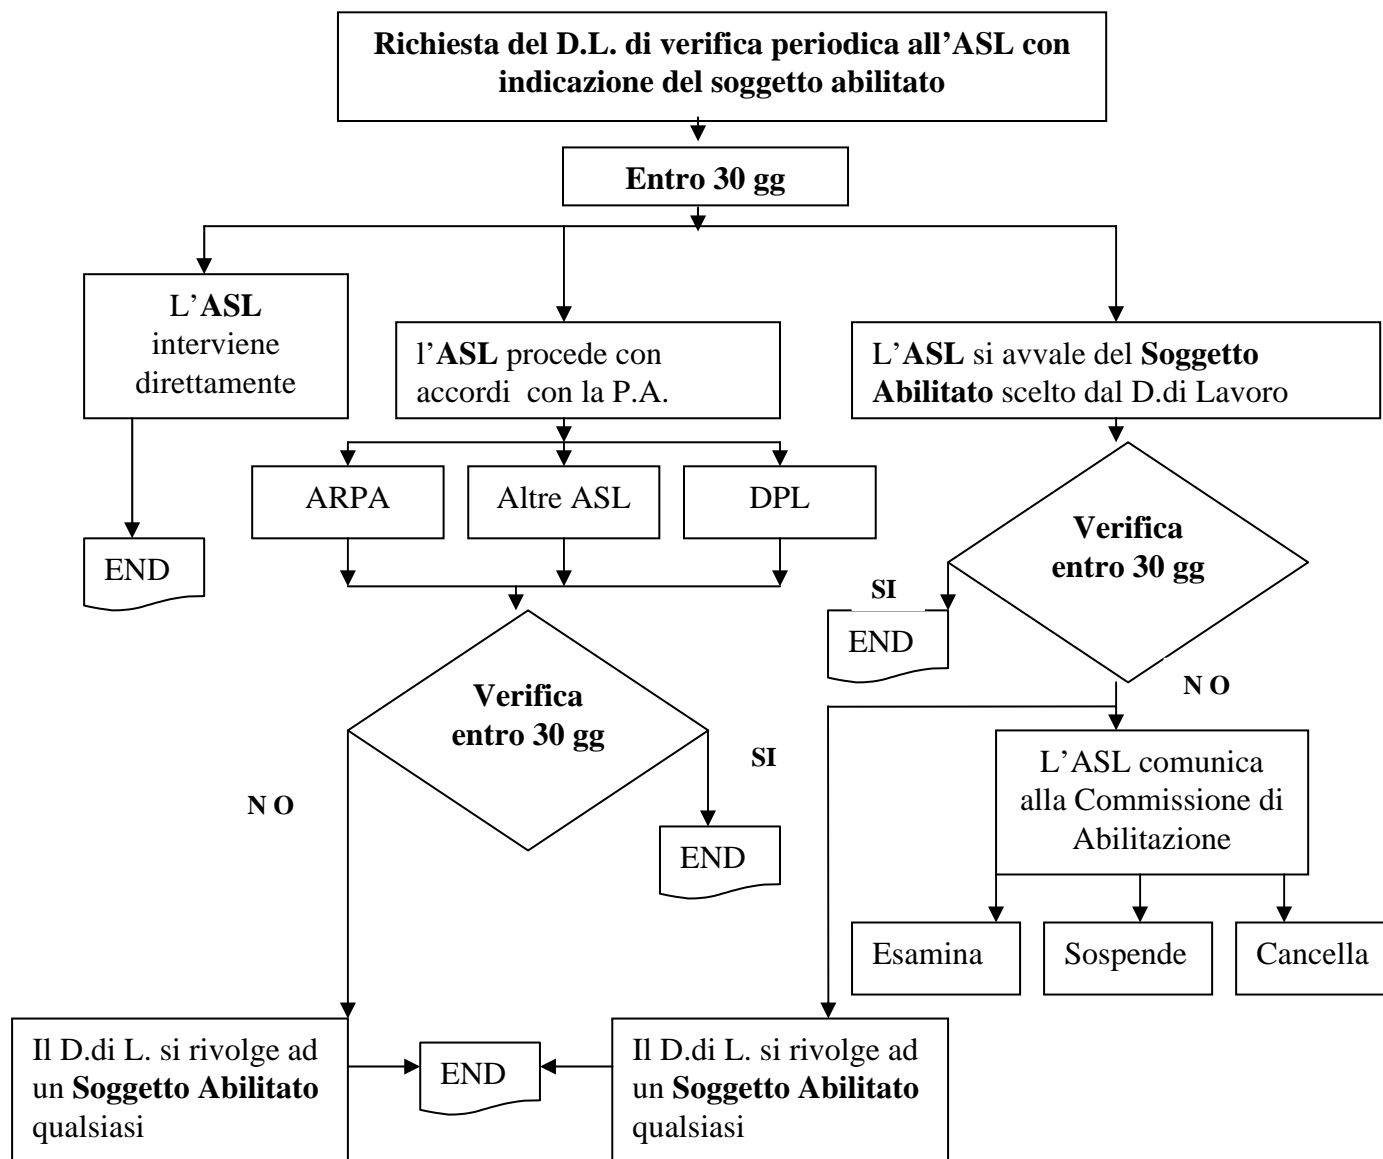 Richiesta del D.L. di verifica periodica all’ASL con
indicazione del soggetto abilitato
Entro 30 gg
L’ASL
interviene
direttamente
l’ASL procede con
accordi con la P.A.
L’ASL si avvale del Soggetto
Abilitato scelto dal D.di Lavoro
ARPA
Altre ASL
DPL
Verifica
entro 30 gg
END
SI
END
Verifica
entro 30 gg
N O
SI
N O
L’ASL comunica
alla Commissione di
Abilitazione
END
Esamina
Sospende
Cancella
Il D.di L. si rivolge ad
un Soggetto Abilitato
qualsiasi
END
Il D.di L. si rivolge ad
un Soggetto Abilitato
qualsiasi